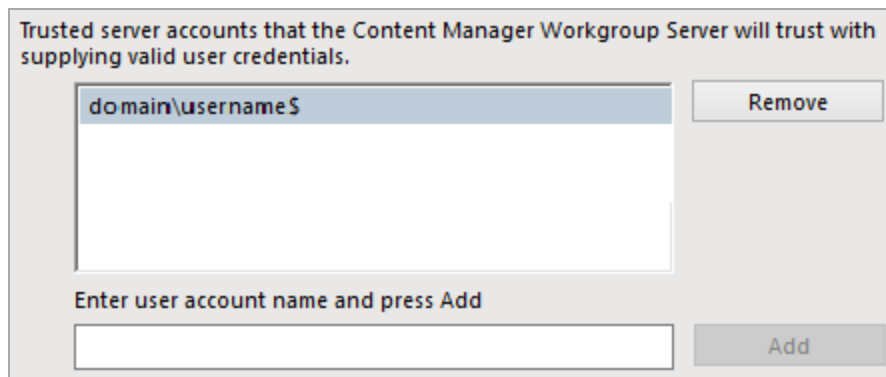 Trusted server accounts that the Content Manager Workgroup Server will trust with
supplying valid user credentials.
domain\username$
Remove
Enter user account name and press Add
Add